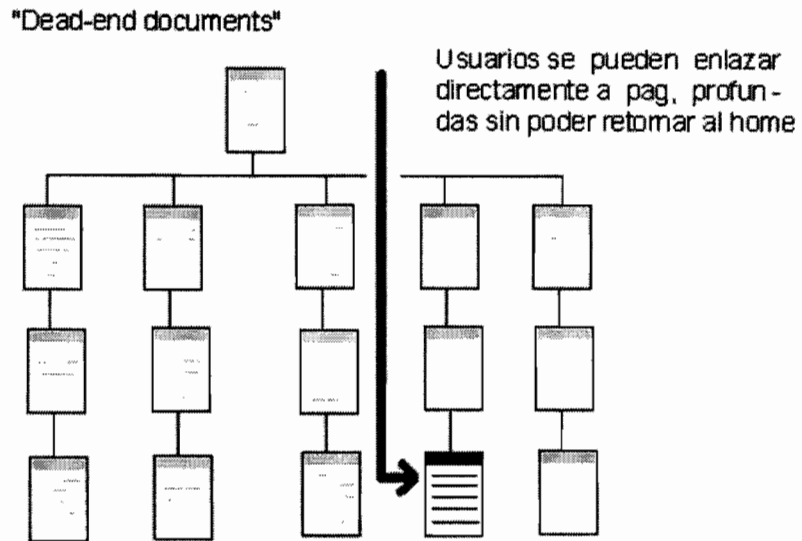 "Dead-end documents"
Usuarios se pueden enlazar
directamente a pag, profun -
das sin poder retornar al home